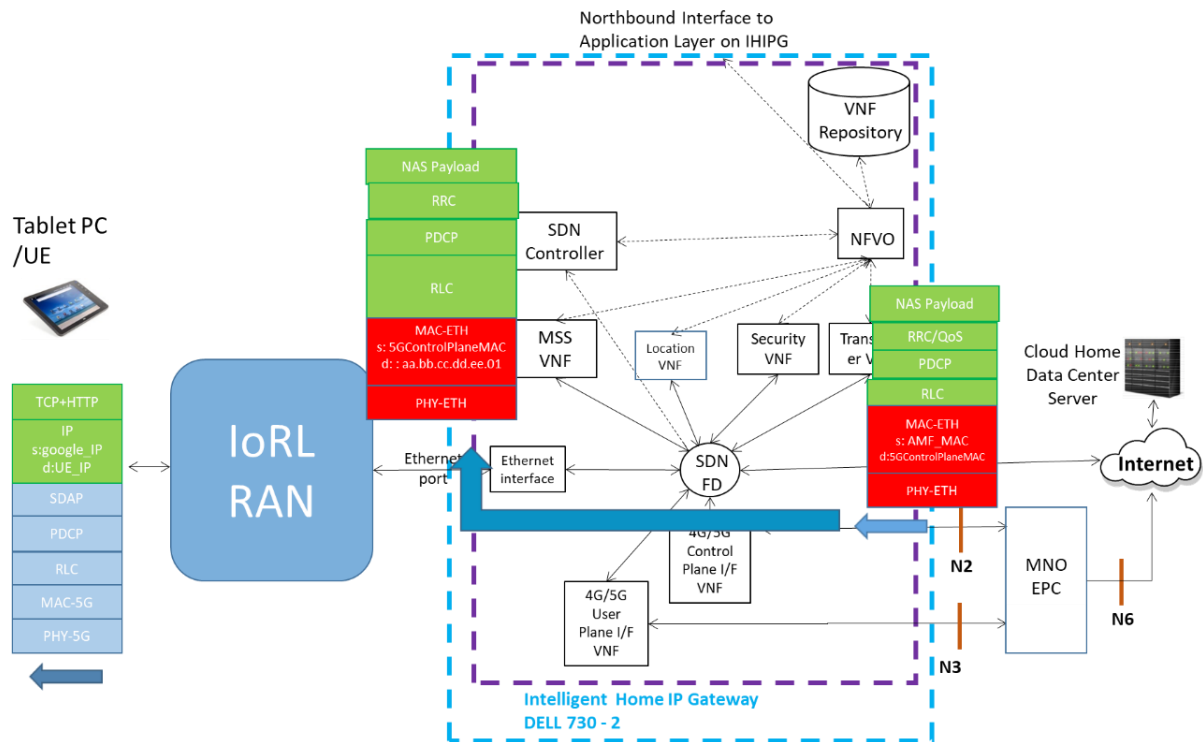 Northbound Interface to
Application Layer on IHIPG
VNF
Repository
NAS Payload
RRC
PDCP
RLC
MAC-ETH
s: 5GControlPlaneMAC
d: : aa.bb.cc.dd.ee.01
PHY-ETH
SDN
Controller
NFVO
Tablet PC
/UE
MSS
VNF
Location
VNF
Security
VNF
Trans
er V
NAS Payload
RRC/QoS
PDCP
RLC
MAC-ETH
s: AMF_MAC
d:5GControlPlaneMAC
PHY-ETH
Cloud Home
Data Center
Server
Internet
TCP+HTTP
IP
s:google_IP
d:UE_IP
SDAP
PDCP
RLC
MAC-5G
PHY-5G
IoRL
RAN
Ethernet
port
Ethernet
interface
SDN
FD
4G/5G
Control
Plane I/F
VNF
4G/5G
User
Plane I/F
VNF
N2
N3
MNO
EPC
N6
Intelligent Home IP Gateway
DELL 730 - 2